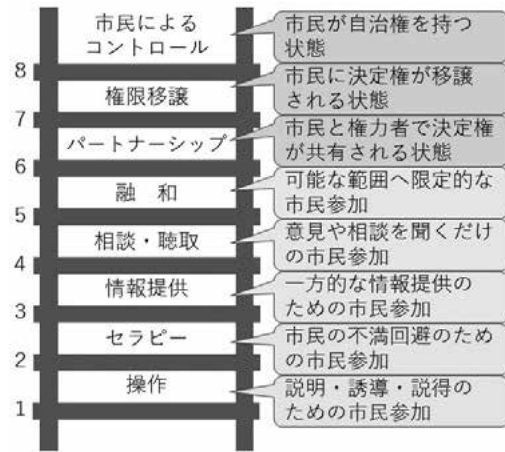 市民による
コントロール
市民が自治権を持つ
状態
8
権限移譲
市民に決定権が移譲
される状態
7
パートナーシップ
市民と権力者で決定権
が共有される状態
6
融　和
可能な範囲へ限定的な
市民参加
5
相談・聴取
意見や相談を聞くだけ
の市民参加
4
情報提供
一方的な情報提供の
ための市民参加
3
セラピー
市民の不満回避のため
の市民参加
2
操作
説明・誘導・説得の
ための市民参加
1